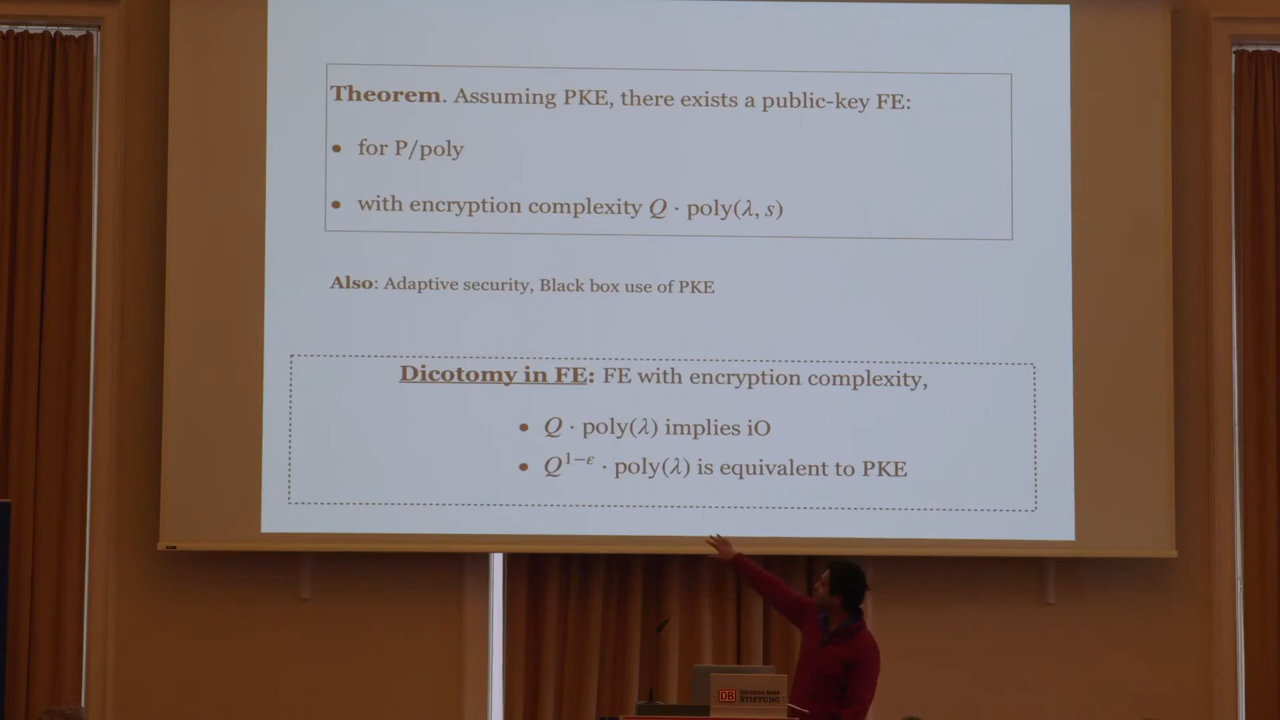 Theorem. Assuming PKE, there exists a public-key FE:
• for P/poly
• with encryption complexity Q · poly(λ, s)
Also: Adaptive security, Black box use of PKE
Dicotomy in FE: FE with encryption complexity,
• Q · poly(λ) implies iO
• Q^{1−ε} · poly(λ) is equivalent to PKE
DB
STIFTUNG